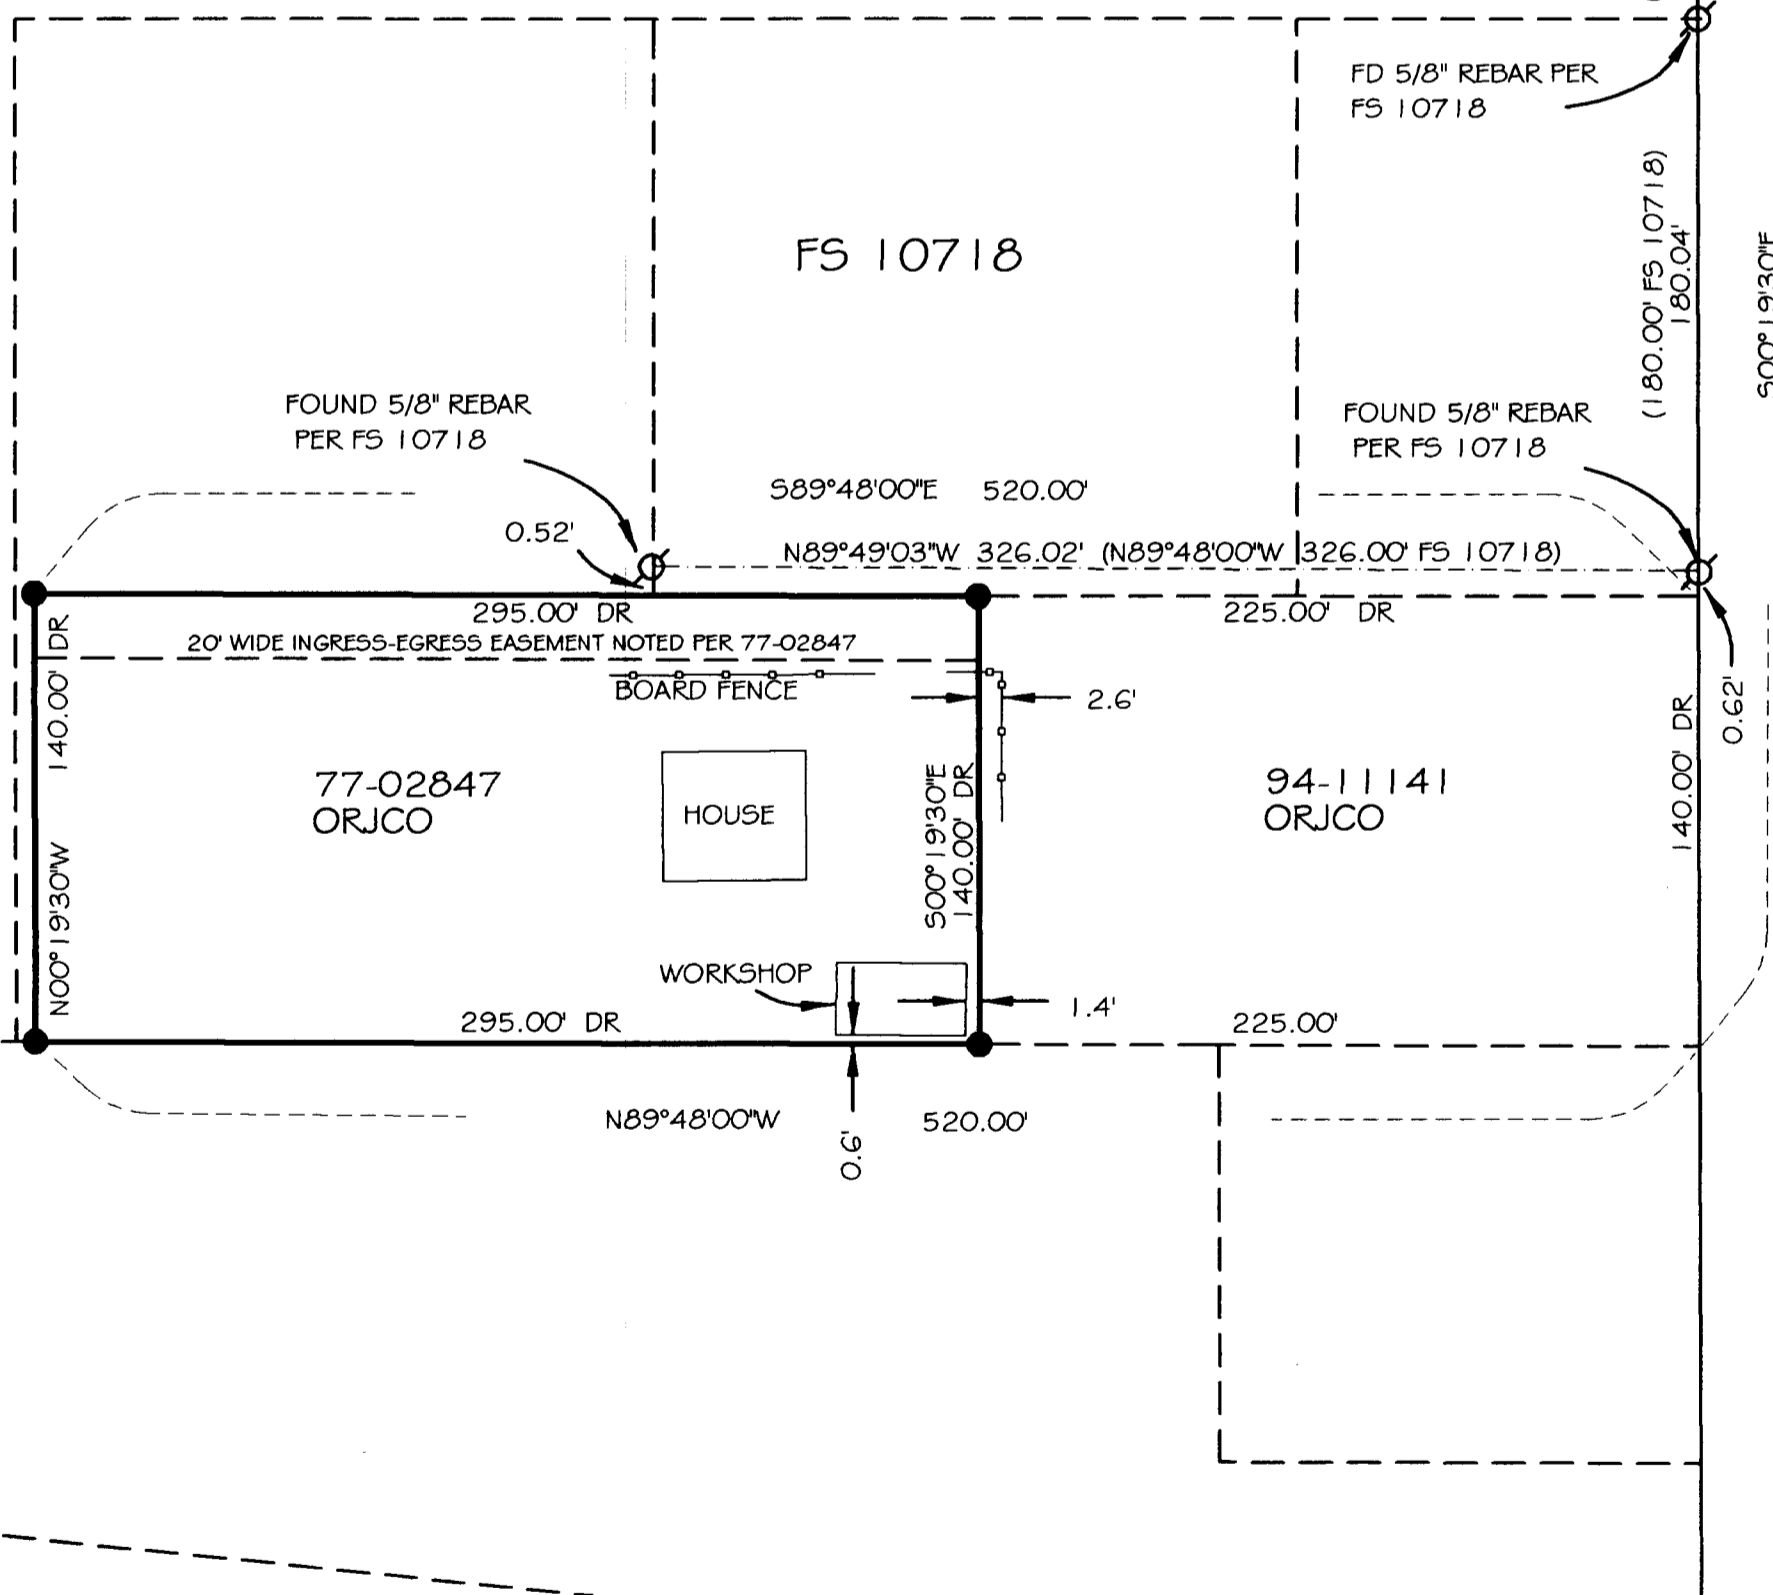 FD 5/8" REBAR PER
FS 10718
(180.00' FS 10718)
180.04'
S00°19'30"E
FS 10718
FOUND 5/8" REBAR
PER FS 10718
FOUND 5/8" REBAR
PER FS 10718
S89°48'00"E 520.00'
0.52'
N89°49'03"W 326.02' (N89°48'00"W 326.00' FS 10718)
295.00' DR
225.00' DR
20' WIDE INGRESS-EGRESS EASEMENT NOTED PER 77-02847
BOARD FENCE
2.6'
0.62'
140.00' DR
N00°19'30"W
77-02847
ORJCO
HOUSE
S00°19'30"E
140.00' DR
94-11141
ORJCO
140.00' DR
WORKSHOP
1.4'
295.00' DR
225.00'
N89°48'00"W 520.00'
0.6'